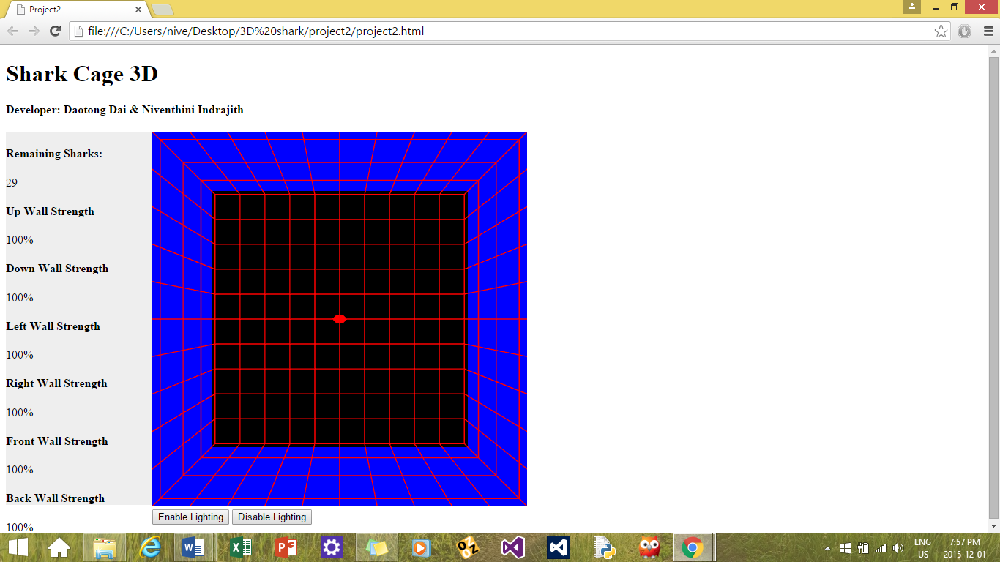 Project2
file:///C:/Users/nive/Desktop/3D%20shark/project2/project2.html
Shark Cage 3D
Developer: Daotong Dai & Niventhini Indrajith
Remaining Sharks:
29
Up Wall Strength
100%
Down Wall Strength
100%
Left Wall Strength
100%
Right Wall Strength
100%
Front Wall Strength
100%
Back Wall Strength
100%
Enable Lighting Disable Lighting
ENG 7:57 PM
US 2015-12-01